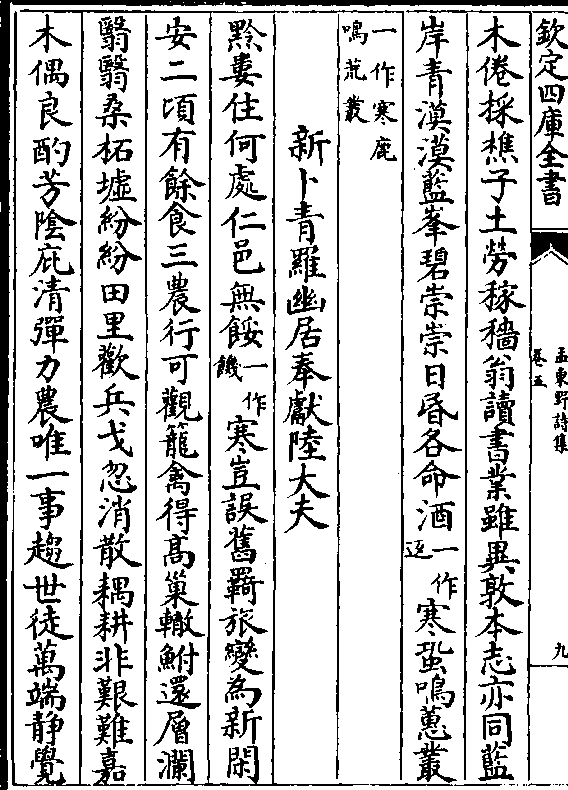 欽定四庫全書
孟東野詩集
卷五
九
木倦採樵子土勞稼穡翁讀書業雖異敦本志亦同藍
岸青漠漠藍峯碧崇崇日昏各命酒一作迎寒蛩鳴蕙叢
一作寒鹿鳴荒叢
新卜青羅幽居奉獻陸大夫
黔婁住何處仁邑無餒一作饑寒豈誤舊羇旅變為新閑
安二頃有餘食三農行可觀籠禽得高巢轍鮒還層瀾
翳翳桑柘墟紛紛田里歡兵戈忽消散耦耕非艱難嘉
木偶良酌芳陰庇清彈力農唯一事趨世徒萬端静覺